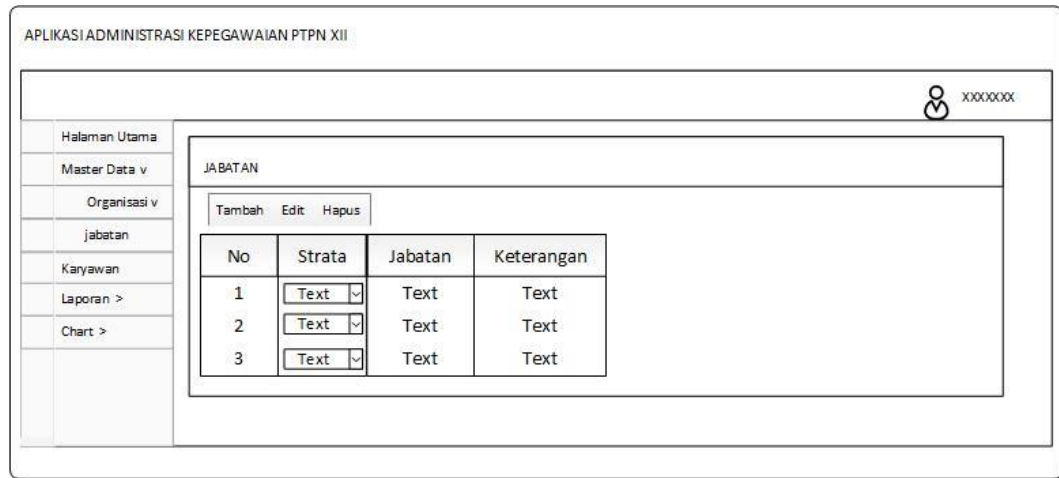 APLIKASI ADMINISTRASI KEPEGAWAIAN PTPN XII
xxxxxxx
Halaman Utama
Master Data v
Organisasi v
jabatan
Karyawan
Laporan >
Chart >
JABATAN
Tambah Edit Hapus
No Strata Jabatan Keterangan
1 Text Text Text
2 Text Text Text
3 Text Text Text